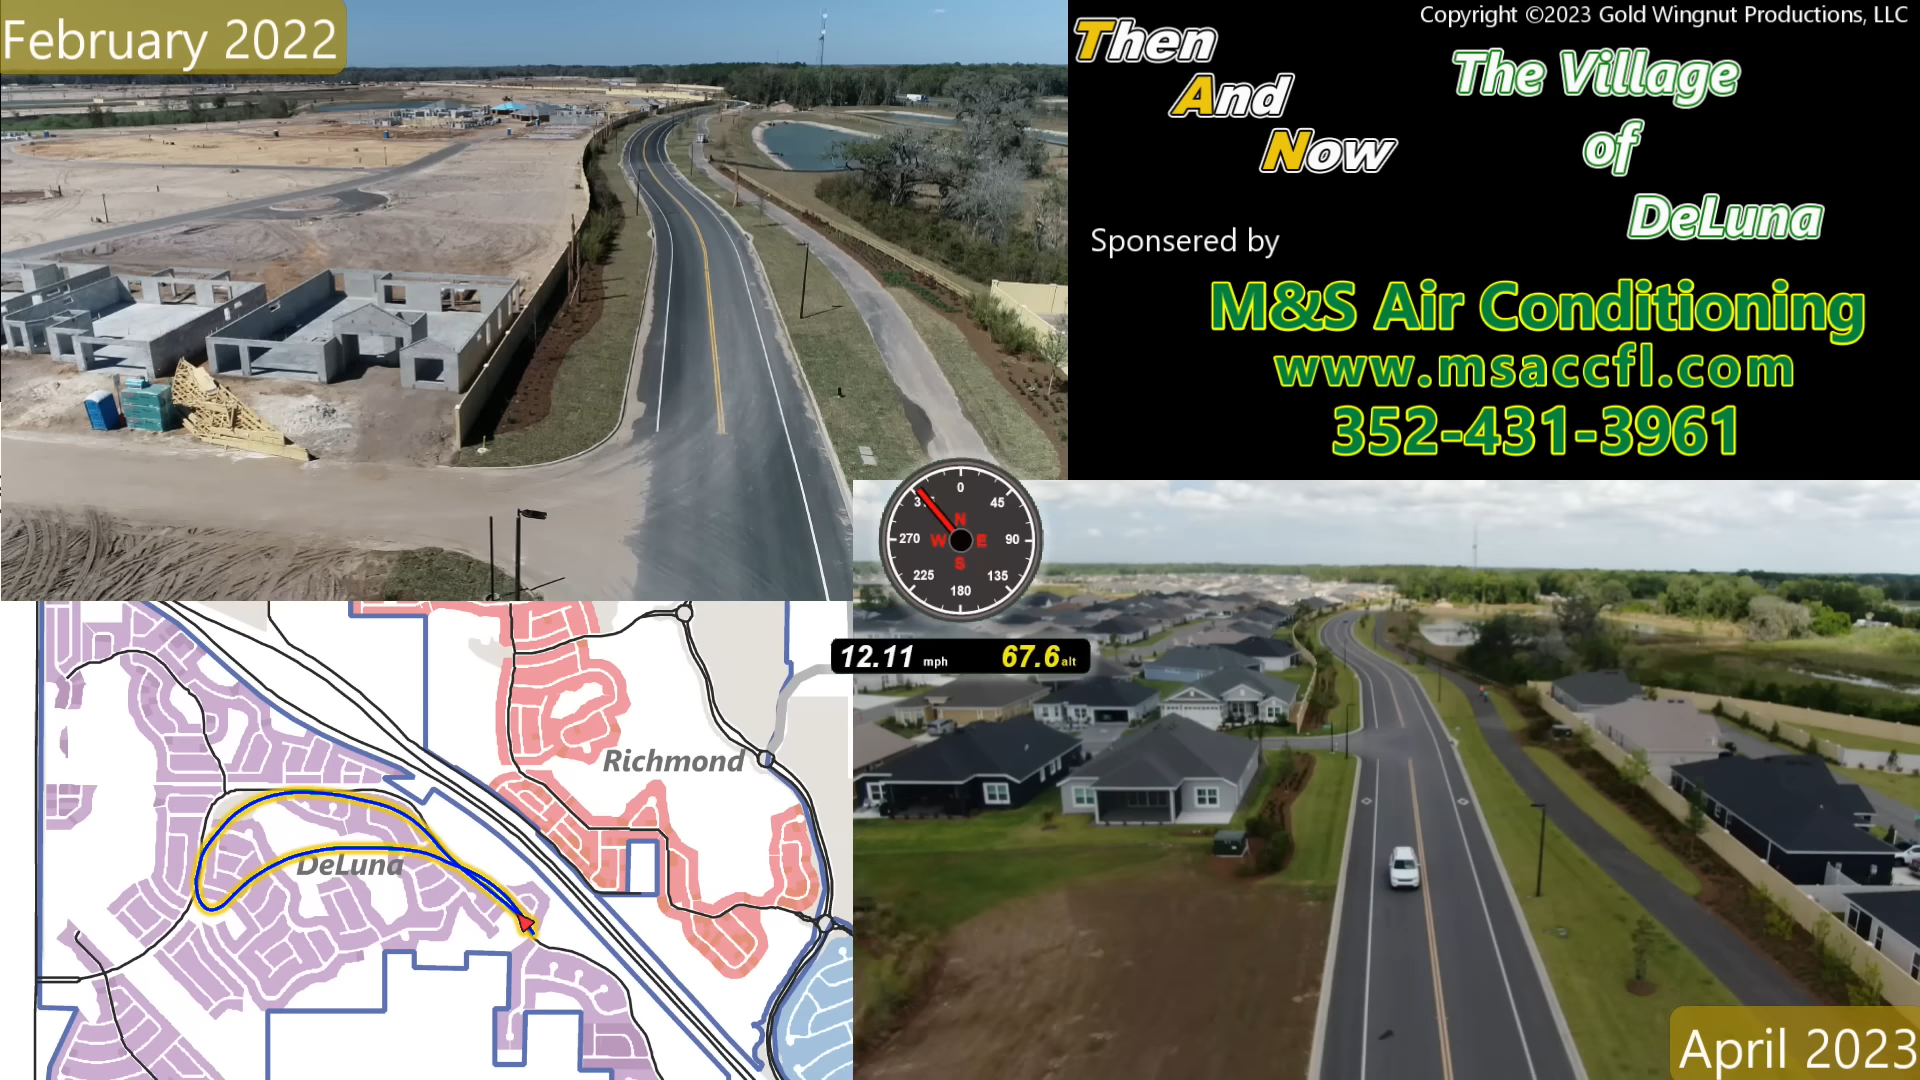 February 2022
Copyright ©2023 Gold Wingnut Productions, LLC
Then
And
Now
The Village
of
DeLuna
Sponsered by
M&S Air Conditioning
www.msaccfl.com
352-431-3961
0
45
90
135
180
225
270
N
E
S
W
12.11 mph
67.6 alt
Richmond
DeLuna
April 2023